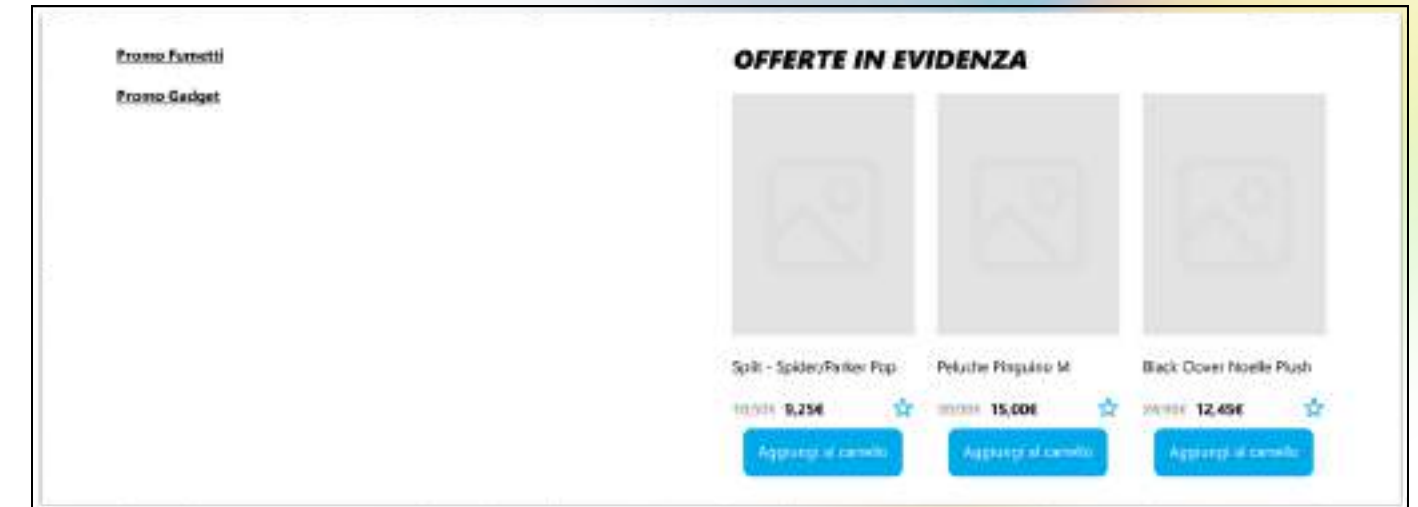 Promo Fumetti
Promo Gadget
OFFERTE IN EVIDENZA
Split - Spider/Parker Pop
Peluche Pinguino M
Black Clover Noelle Plush
9,25€
15,00€
12,45€
Aggiungi al carrello
Aggiungi al carrello
Aggiungi al carrello